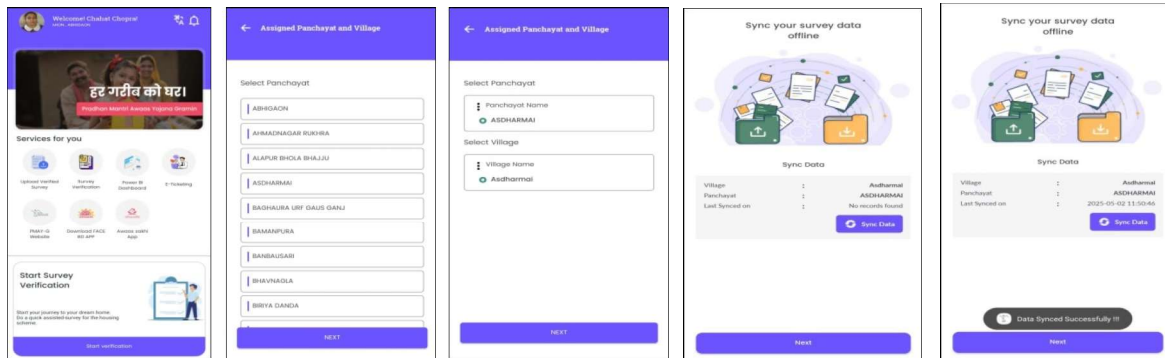 Welcome! Chahat Chopra!
हर गरीब को घर।
Pradhan Mantri Awaas Yojana Gramin
Services for you
Upload Verified
Survey
Survey
Verification
Power BI
Dashboard
E-Ticketing
PMAY-G
Website
Download FACE
RD APP
Awaas sakhi
App
Start Survey
Verification
Start your journey to your dream home.
Do a quick assisted survey for the housing
scheme.
Start verification
Assigned Panchayat and Village
Select Panchayat
ABHIGAON
AHMADNAGAR RUKHRA
ALAPUR BHOLA BHAJJU
ASDHARMAI
BAGHAURA URF GAUS GANJ
BAMANPURA
BANBAUSARI
BHAVNAGLA
BIRIYA DANDA
NEXT
Assigned Panchayat and Village
Select Panchayat
Panchayat Name
ASDHARMAI
Select Village
Village Name
Asdharmai
NEXT
Sync your survey data
offline
Sync Data
Village : Asdharmai
Panchayat : ASDHARMAI
Last Synced on : No records found
Sync Data
Next
Sync your survey data
offline
Sync Data
Village : Asdharmai
Panchayat : ASDHARMAI
Last Synced on : 2025-05-02 11:50:46
Sync Data
Data Synced Successfully !!!
Next